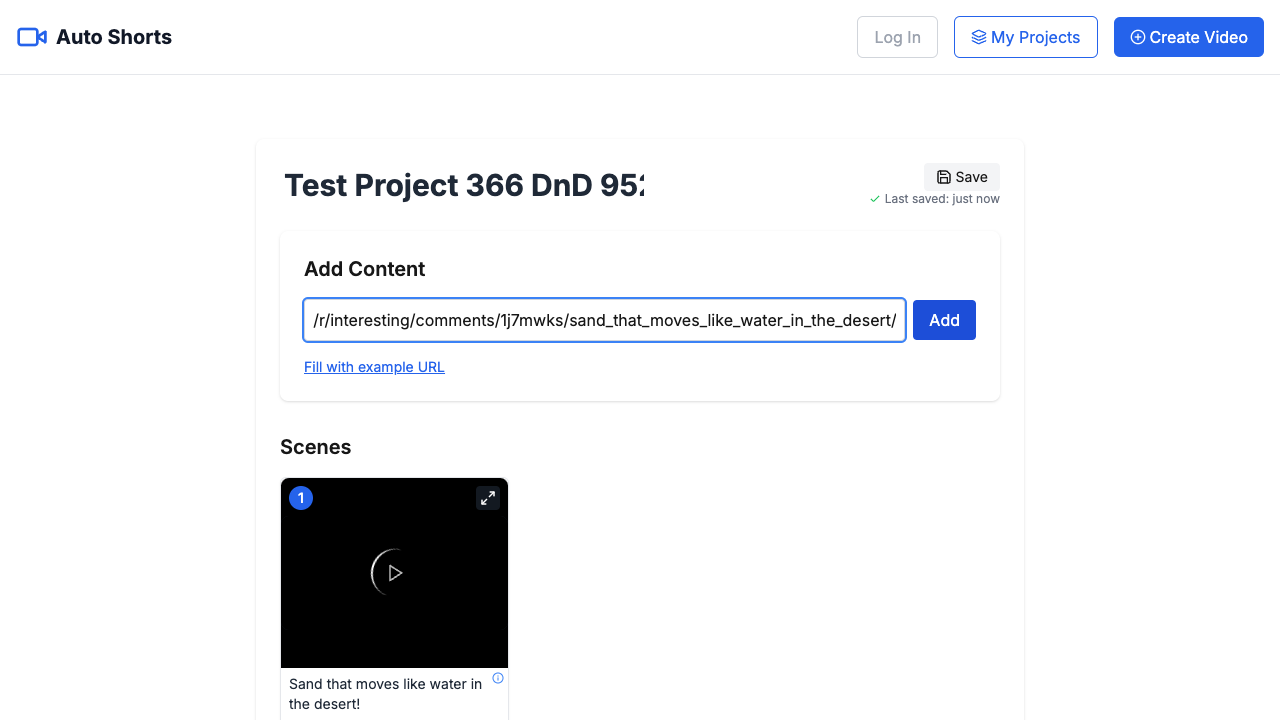 Auto Shorts
Log In
My Projects
Create Video
Test Project 366 DnD 952
Save
Last saved: just now
Add Content
/r/interesting/comments/1j7mwks/sand_that_moves_like_water_in_the_desert/
Add
Fill with example URL
Scenes
1
Sand that moves like water in
the desert!